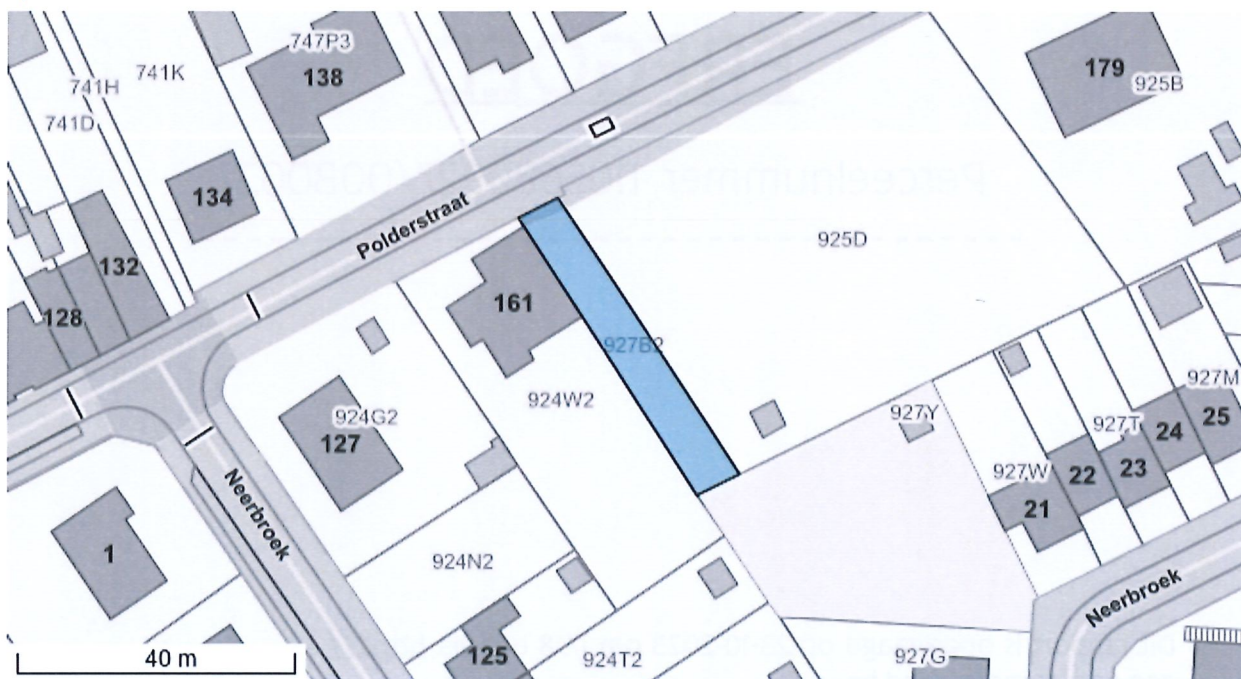 747P3
138
179
925B
741K
741H
741D
134
Polderstraat
925D
132
128
161
927B2
924W2
924G2
127
927Y
927M
927T
25
24
23
22
927W
21
Neerbroek
1
924N2
Neerbroek
40 m
125
924T2
927G